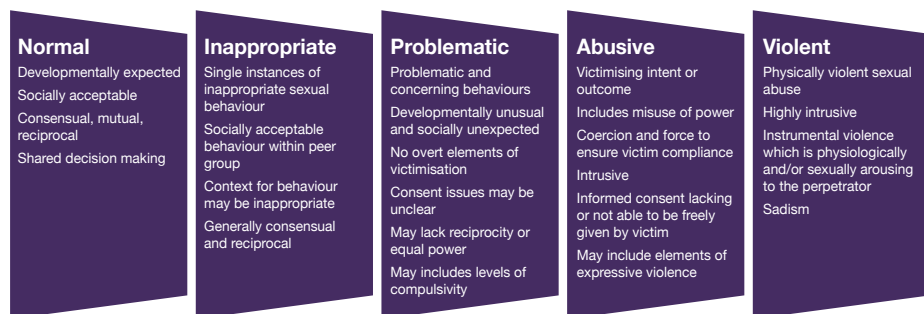 Normal
Developmentally expected
Socially acceptable
Consensual, mutual,
reciprocal
Shared decision making
Inappropriate
Single instances of
inappropriate sexual
behaviour
Socially acceptable
behaviour within peer
group
Context for behaviour
may be inappropriate
Generally consensual
and reciprocal
Problematic
Problematic and
concerning behaviours
Developmentally unusual
and socially unexpected
No overt elements of
victimisation
Consent issues may be
unclear
May lack reciprocity or
equal power
May includes levels of
compulsivity
Abusive
Victimising intent or
outcome
Includes misuse of power
Coercion and force to
ensure victim compliance
Intrusive
Informed consent lacking
or not able to be freely
given by victim
May include elements of
expressive violence
Violent
Physically violent sexual
abuse
Highly intrusive
Instrumental violence
which is physiologically
and/or sexually arousing
to the perpetrator
Sadism